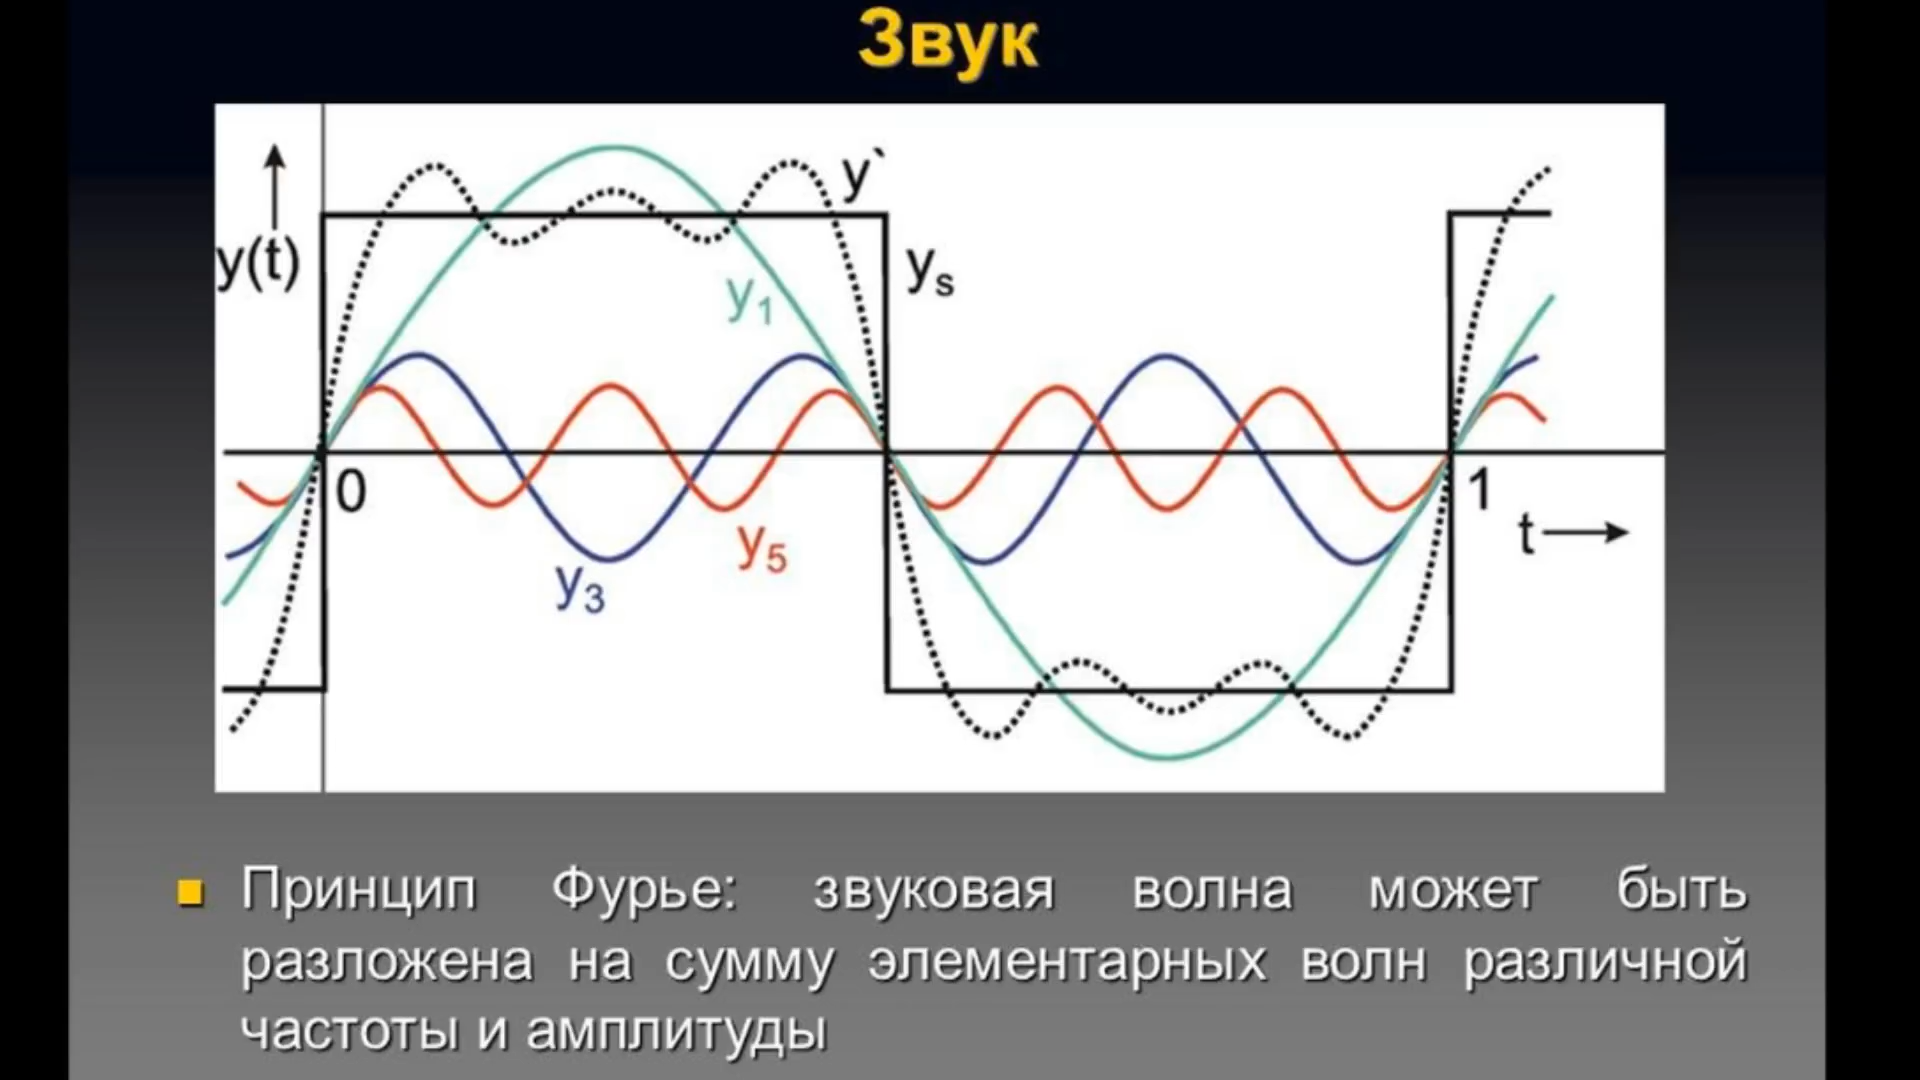 Звук
y`
y(t)
yₛ
y₁
0
1
y₅
t
y₃
Принцип Фурье: звуковая волна может быть
разложена на сумму элементарных волн различной
частоты и амплитуды